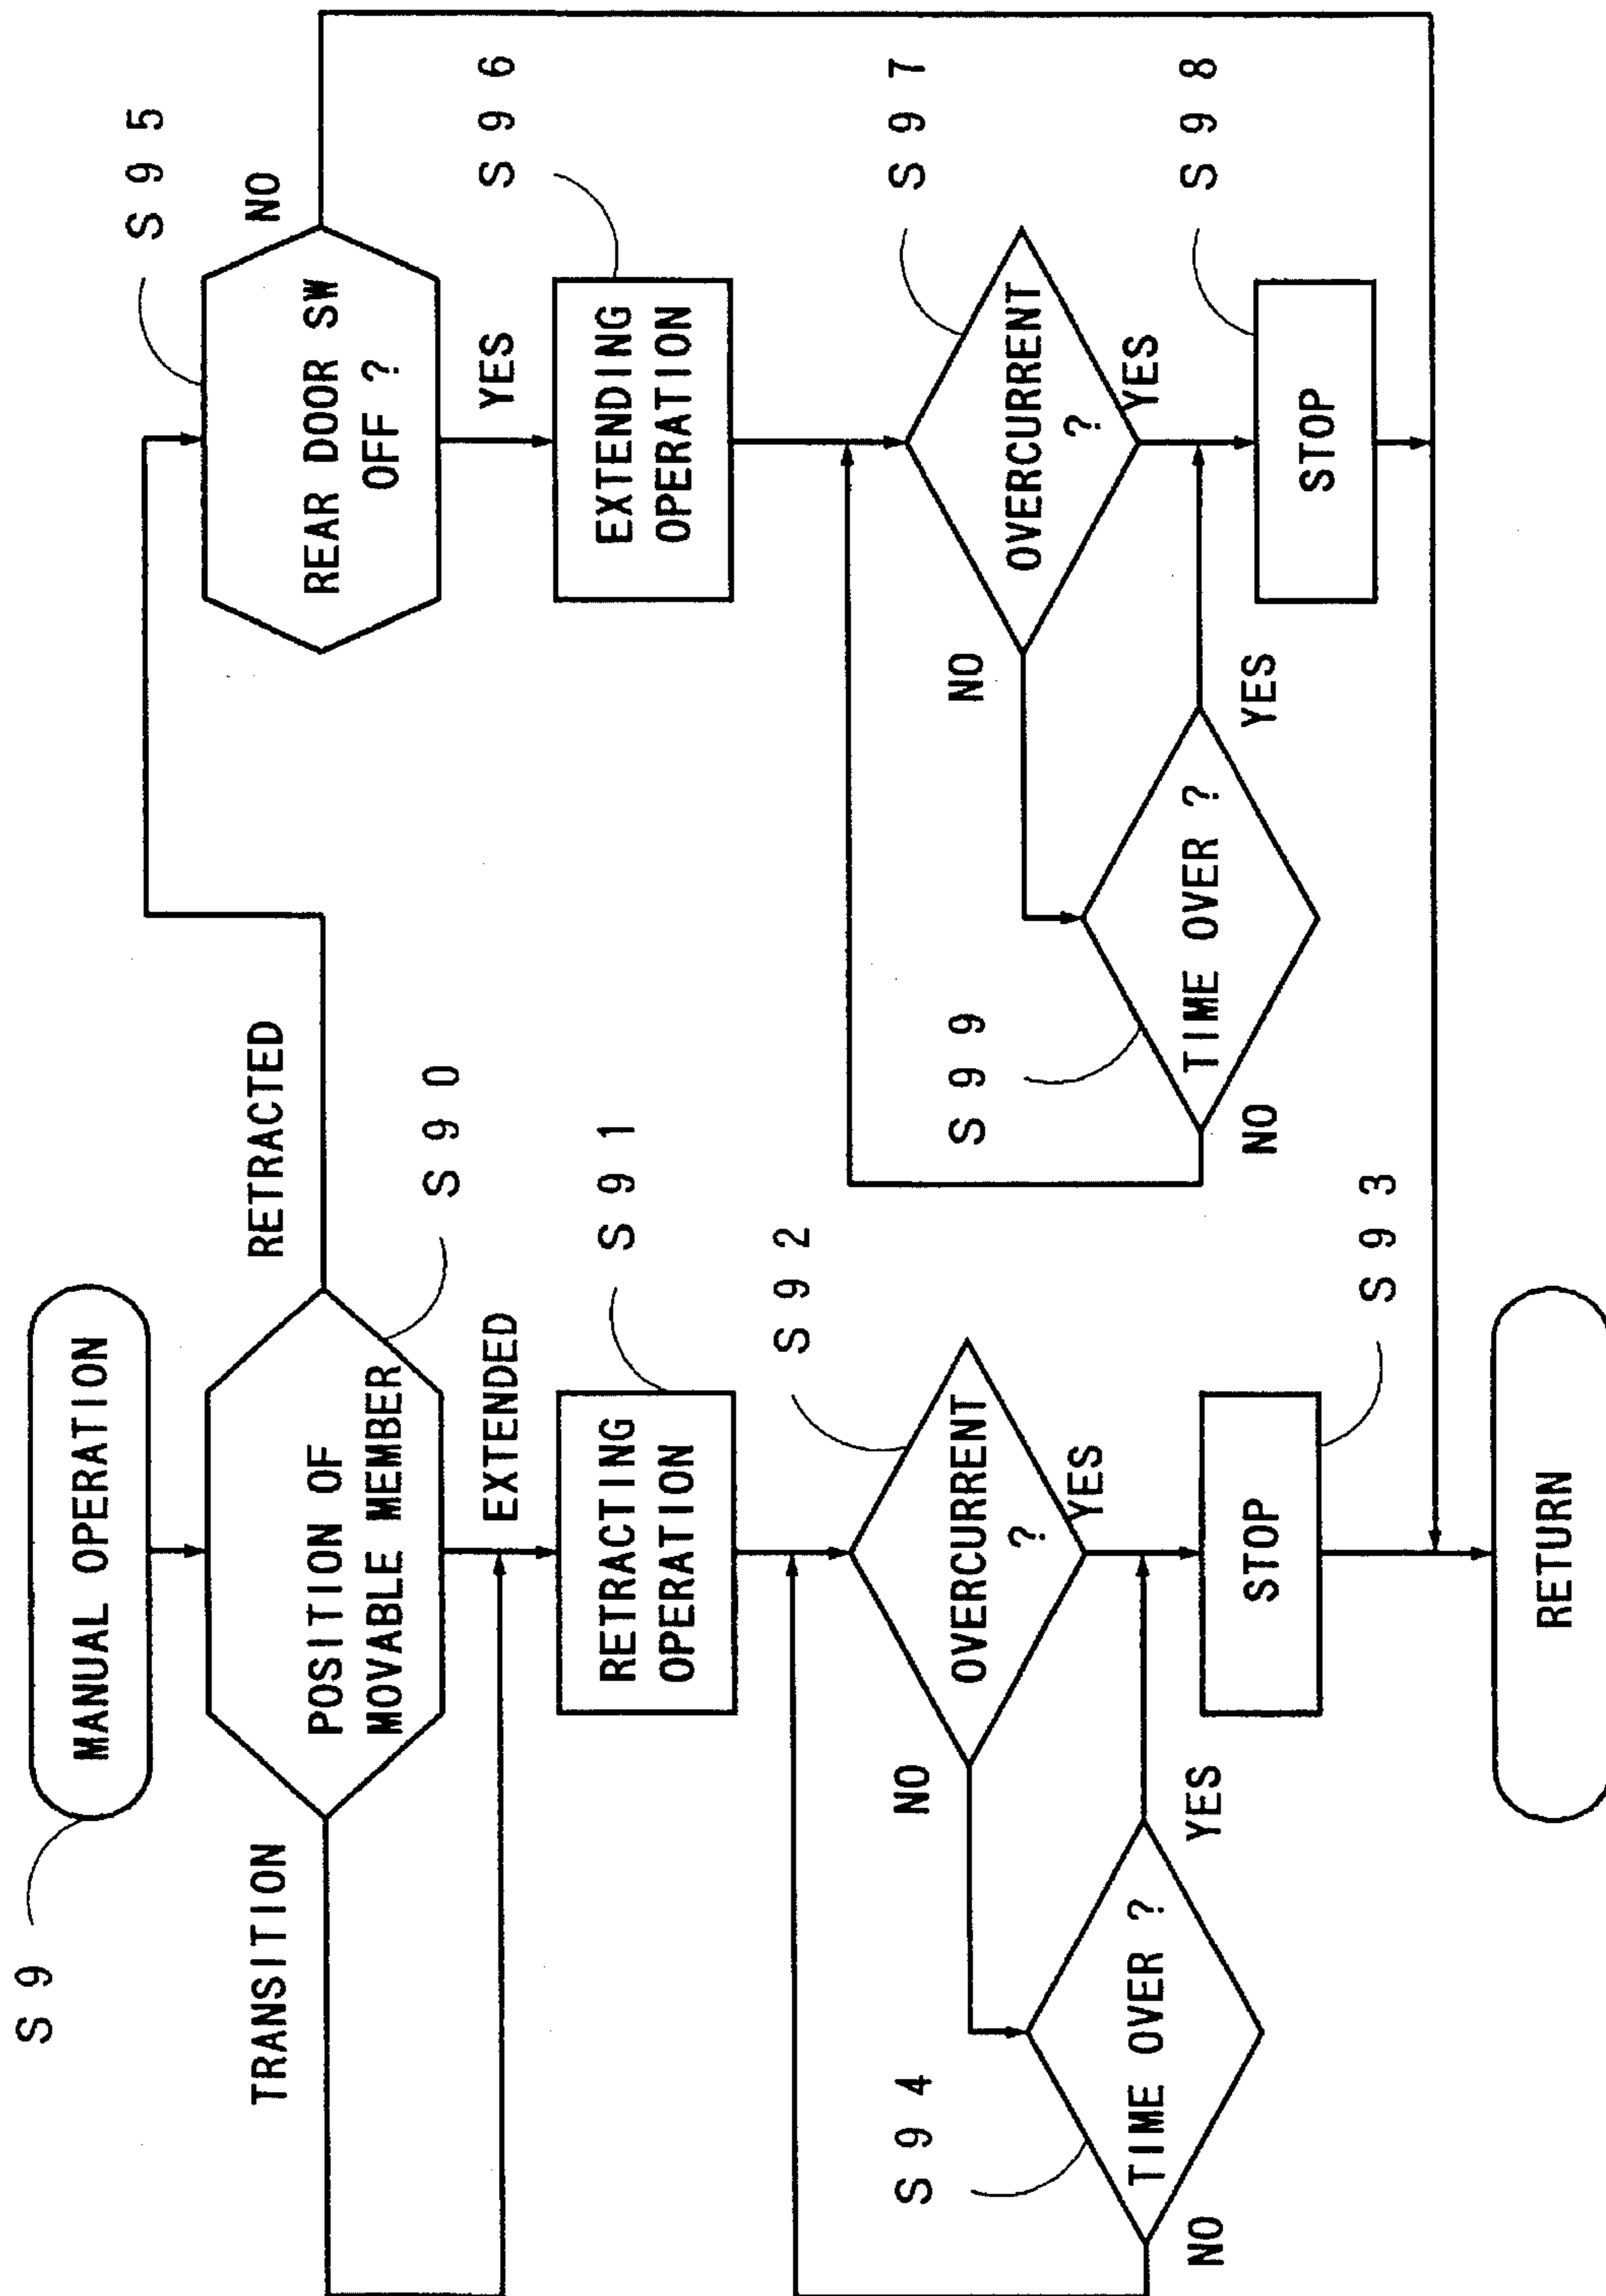 S9
MANUAL OPERATION
POSITION OF
MOVABLE MEMBER
S90
TRANSITION
RETRACTED
EXTENDED
RETRACTING
OPERATION
S91
OVERCURRENT
?
S92
NO
YES
TIME OVER ?
S94
NO
YES
STOP
S93
RETURN
REAR DOOR SW
OFF ?
S95
NO
YES
EXTENDING
OPERATION
S96
OVERCURRENT
?
S97
NO
YES
TIME OVER ?
S99
NO
YES
STOP
S98